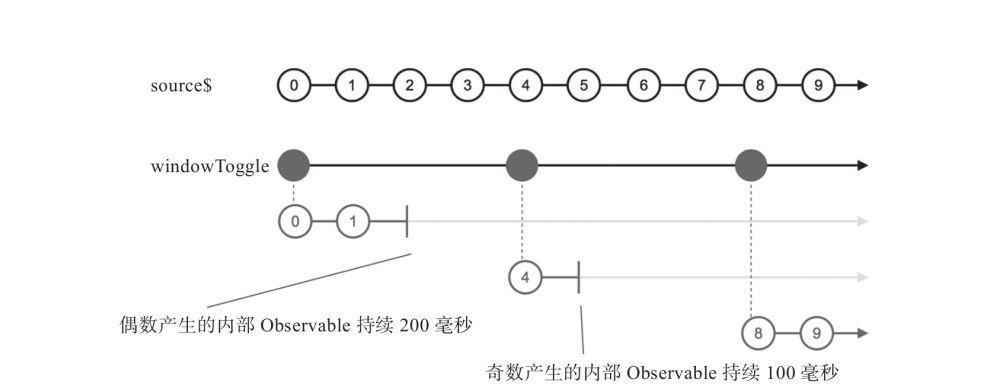 source$ 0 1 2 3 4 5 6 7 8 9
windowToggle
0 1
4
偶数产生的内部 Observable 持续 200 毫秒
8 9
奇数产生的内部 Observable 持续 100 毫秒